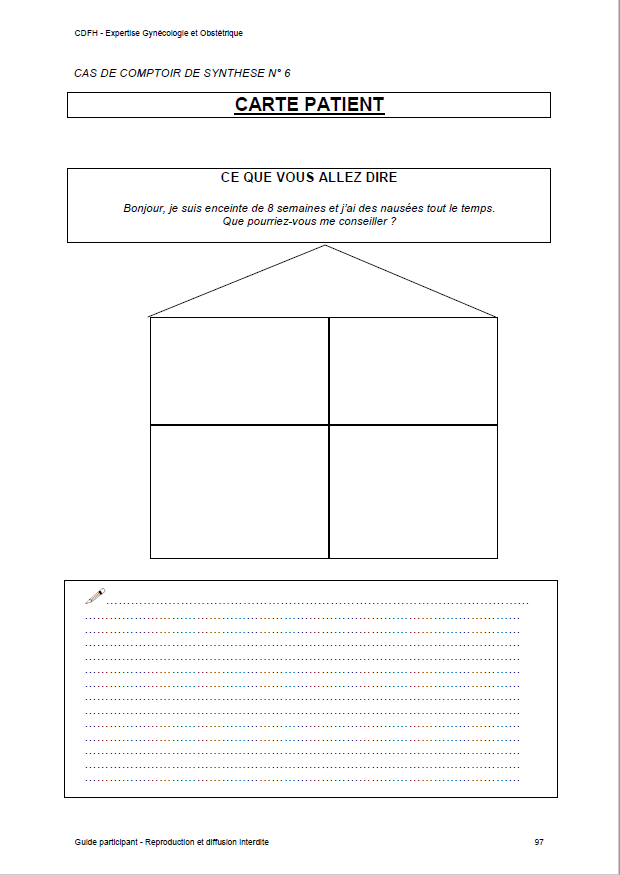 CDFH - Expertise Gynécologie et Obstétrique
CAS DE COMPTOIR DE SYNTHESE N° 6
CARTE PATIENT
CE QUE VOUS ALLEZ DIRE
Bonjour, je suis enceinte de 8 semaines et j'ai des nausées tout le temps.
Que pourriez-vous me conseiller ?
Guide participant - Reproduction et diffusion interdite
97